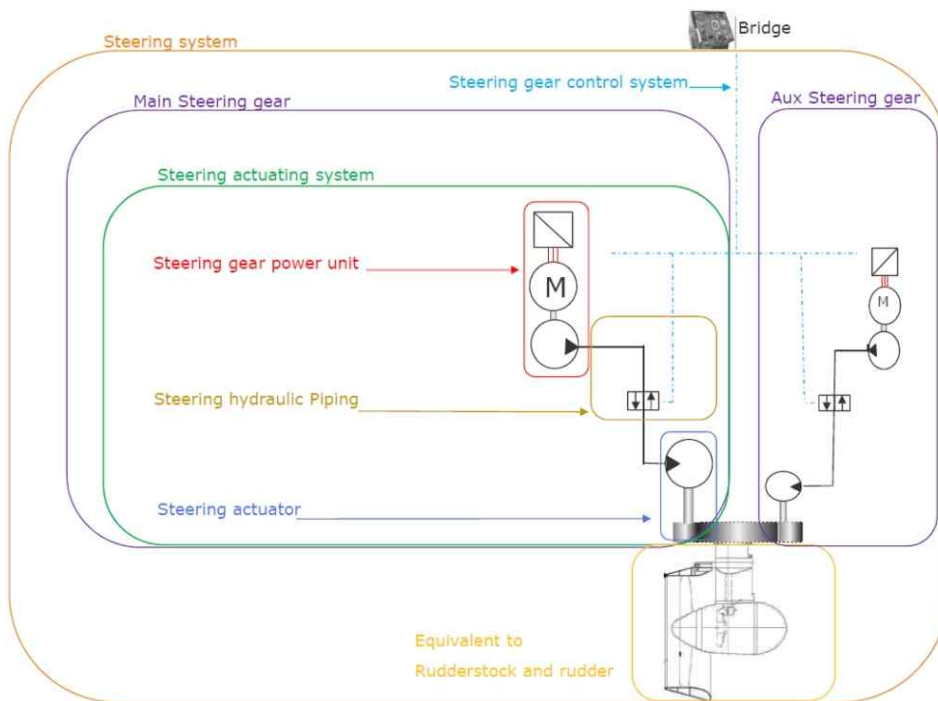 Bridge
Steering system
Steering gear control system
Main Steering gear
Aux Steering gear
Steering actuating system
Steering gear power unit
M
M
Steering hydraulic Piping
Steering actuator
Equivalent to
Rudderstock and rudder